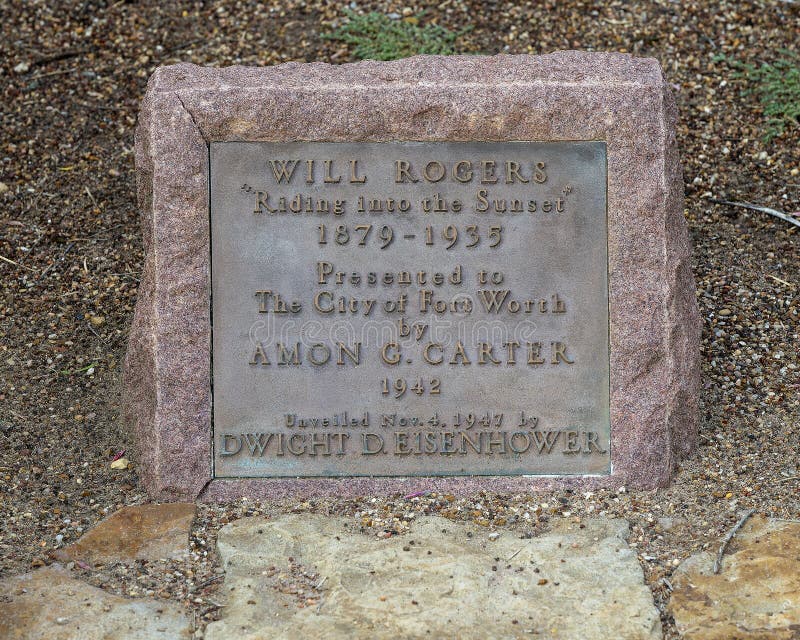 WILL ROGERS
"Riding into the Sunset"
1879-1935
Presented to
The City of Fort Worth
by
AMON G. CARTER
1942
Unveiled Nov. 4, 1947 by
DWIGHT D. EISENHOWER
dreamstime